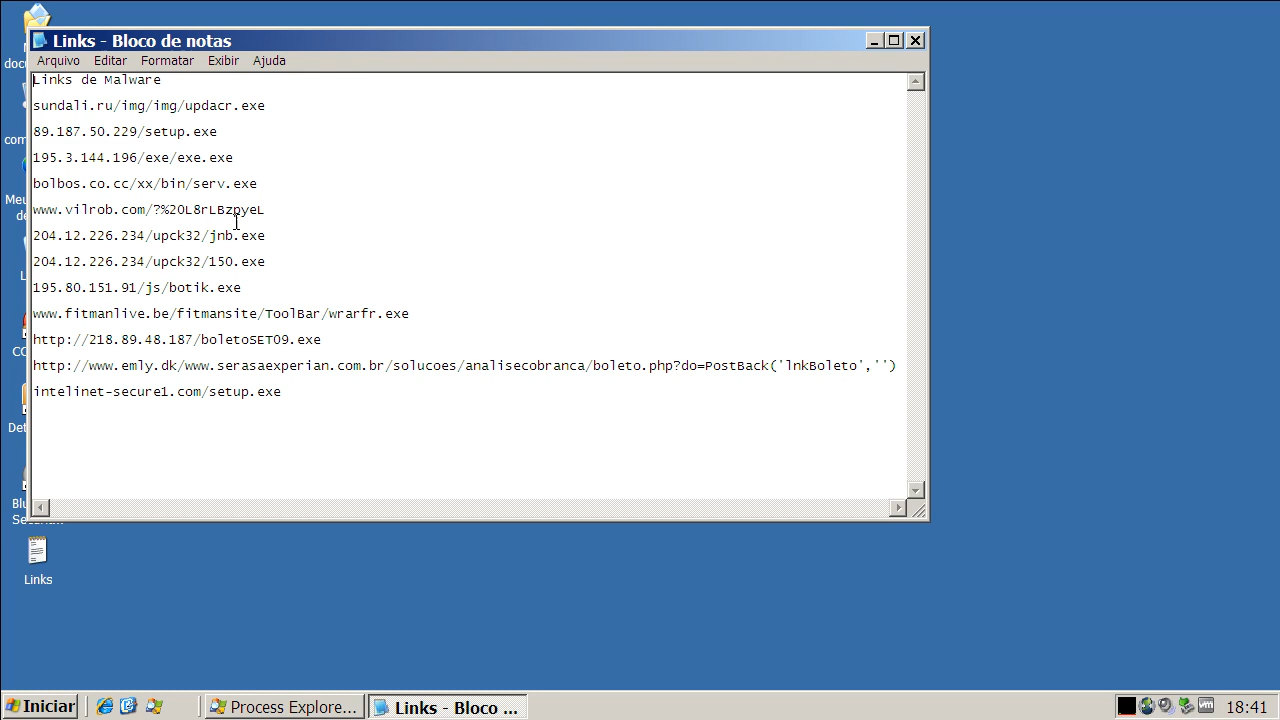 Links - Bloco de notas
Arquivo Editar Formatar Exibir Ajuda
Links de Malware
sundali.ru/img/img/updacr.exe
89.187.50.229/setup.exe
195.3.144.196/exe/exe.exe
bolbos.co.cc/xx/bin/serv.exe
www.vilrob.com/?%20L8rLBzpyeL
204.12.226.234/upck32/jnb.exe
204.12.226.234/upck32/150.exe
195.80.151.91/js/botik.exe
www.fitmanlive.be/fitmansite/ToolBar/wrarfr.exe
http://218.89.48.187/boletoSET09.exe
http://www.emly.dk/www.serasaexperian.com.br/solucoes/analisecobranca/boleto.php?do=PostBack('lnkBoleto','')
intelinet-secure1.com/setup.exe
Links
Iniciar
Process Explore...
Links - Bloco ...
18:41